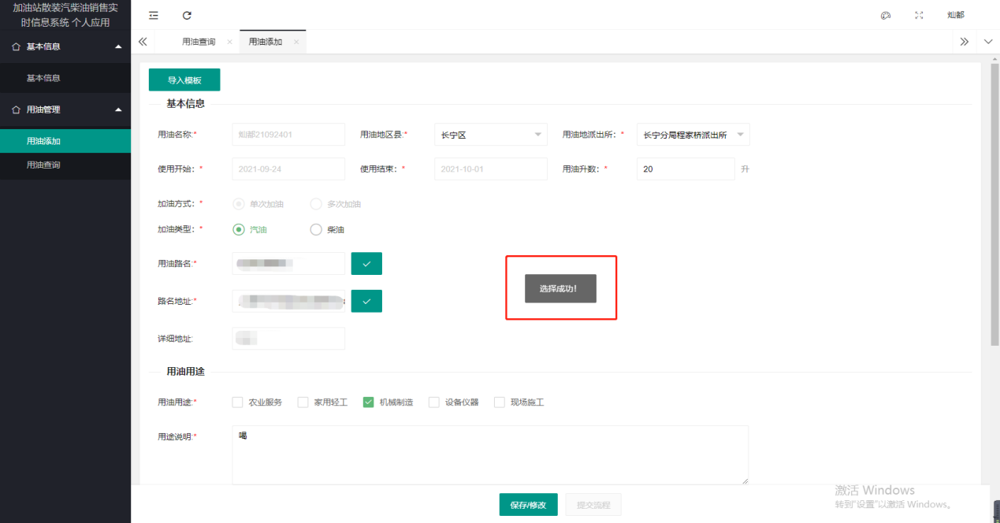 加油站散装汽柴油销售实
时信息系统 个人应用
灿都
基本信息
基本信息
用油管理
用油添加
用油查询
用油查询
用油添加
导入模板
基本信息
用油名称:* 灿都21092401 用油地区县:* 长宁区 用油地派出所: * 长宁分局程家桥派出所
使用开始: * 2021-09-24 使用结束: * 2021-10-01 用油升数: * 20 升
加油方式: * 单次加油 多次加油
加油类型: * 汽油 柴油
用油路名:*
路名地址:*
选择成功!
详细地址:
用油用途
用油用途:* 农业服务 家用轻工 机械制造 设备仪器 现场施工
用途说明:* 喝
保存/修改 提交流程
激活 Windows
转到"设置"以激活 Windows。